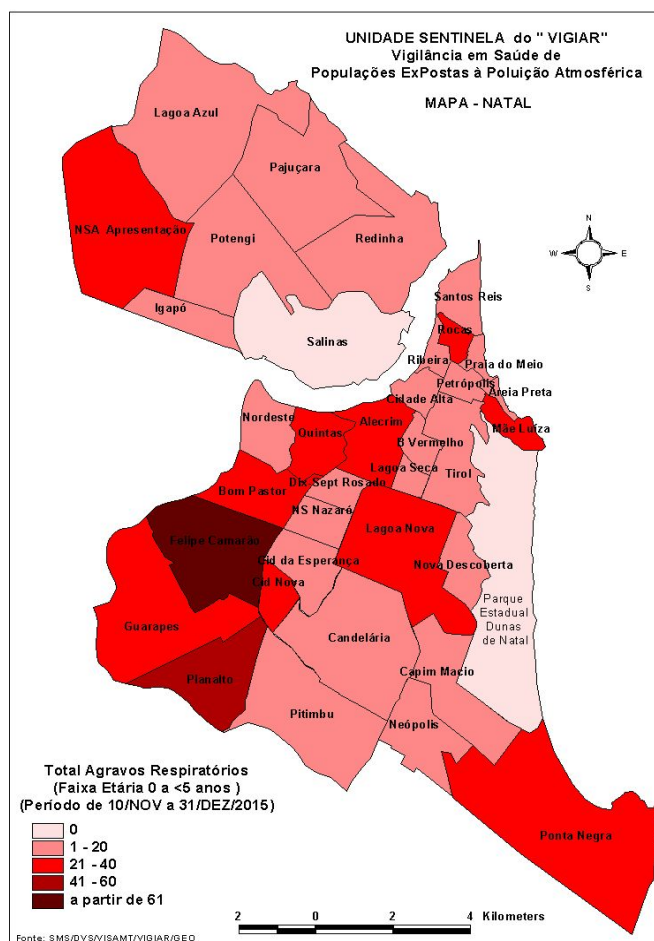 UNIDADE SENTINELA do " VIGIAR"
Vigilância em Saúde de
Populações ExPostas à Poluição Atmosférica
MAPA - NATAL
Lagoa Azul
Pajuçara
NSA Apresentação
Potengi
Redinha
N
W
E
S
Igapó
Salinas
Santos Reis
Rocas
Ribeira
Praia do Meio
Petrópolis
Areia Preta
Cidade Alta
Mãe Luíza
Nordeste
Quintas
Alecrim
B Vermelho
Lagoa Seca
Tirol
Dix Sept Rosado
Bom Pastor
NS Nazaré
Lagoa Nova
Felipe Camarão
Cid da Esperança
Nova Descoberta
Cid Nova
Parque
Estadual
Dunas
de Natal
Guarapes
Candelária
Capim Macio
Planalto
Pitimbu
Neópolis
Ponta Negra
Total Agravos Respiratórios
(Faixa Etária 0 a <5 anos )
(Período de 10/NOV a 31/DEZ/2015)
0
1 - 20
21 - 40
41 - 60
a partir de 61
2 0 2 4 Kilometers
Fonte: SMS/DVS/VISAMT/VIGIAR/GEO